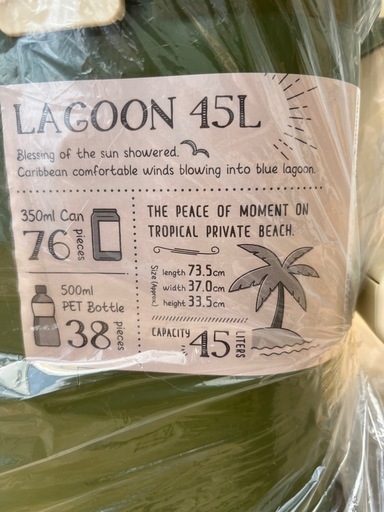 LAGOON 45L
Blessing of the sun showered.
Caribbean comfortable winds blowing into blue lagoon.
350ml Can
76 pieces
500ml
PET Bottle
38 pieces
THE PEACE OF MOMENT ON
TROPICAL PRIVATE BEACH.
Size (approx)
length 73.5cm
width 37.0cm
height 33.5cm
CAPACITY 45 LITERS